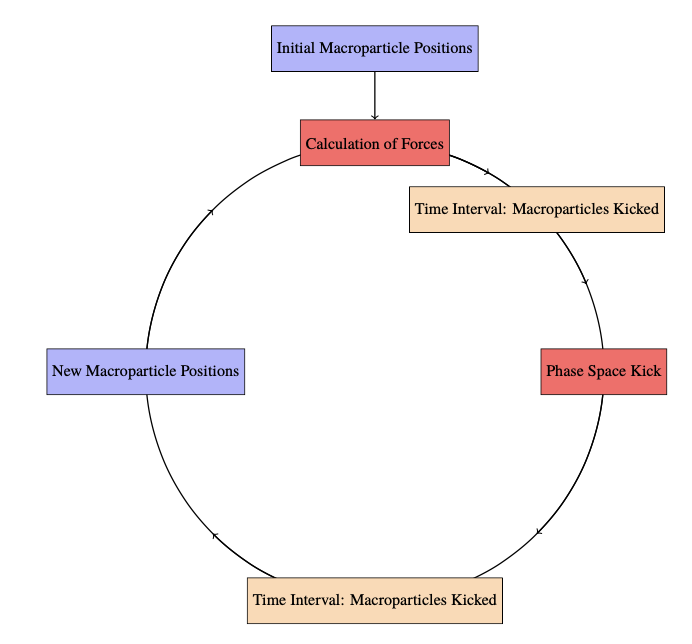 Initial Macroparticle Positions
Calculation of Forces
Time Interval: Macroparticles Kicked
New Macroparticle Positions
Phase Space Kick
Time Interval: Macroparticles Kicked